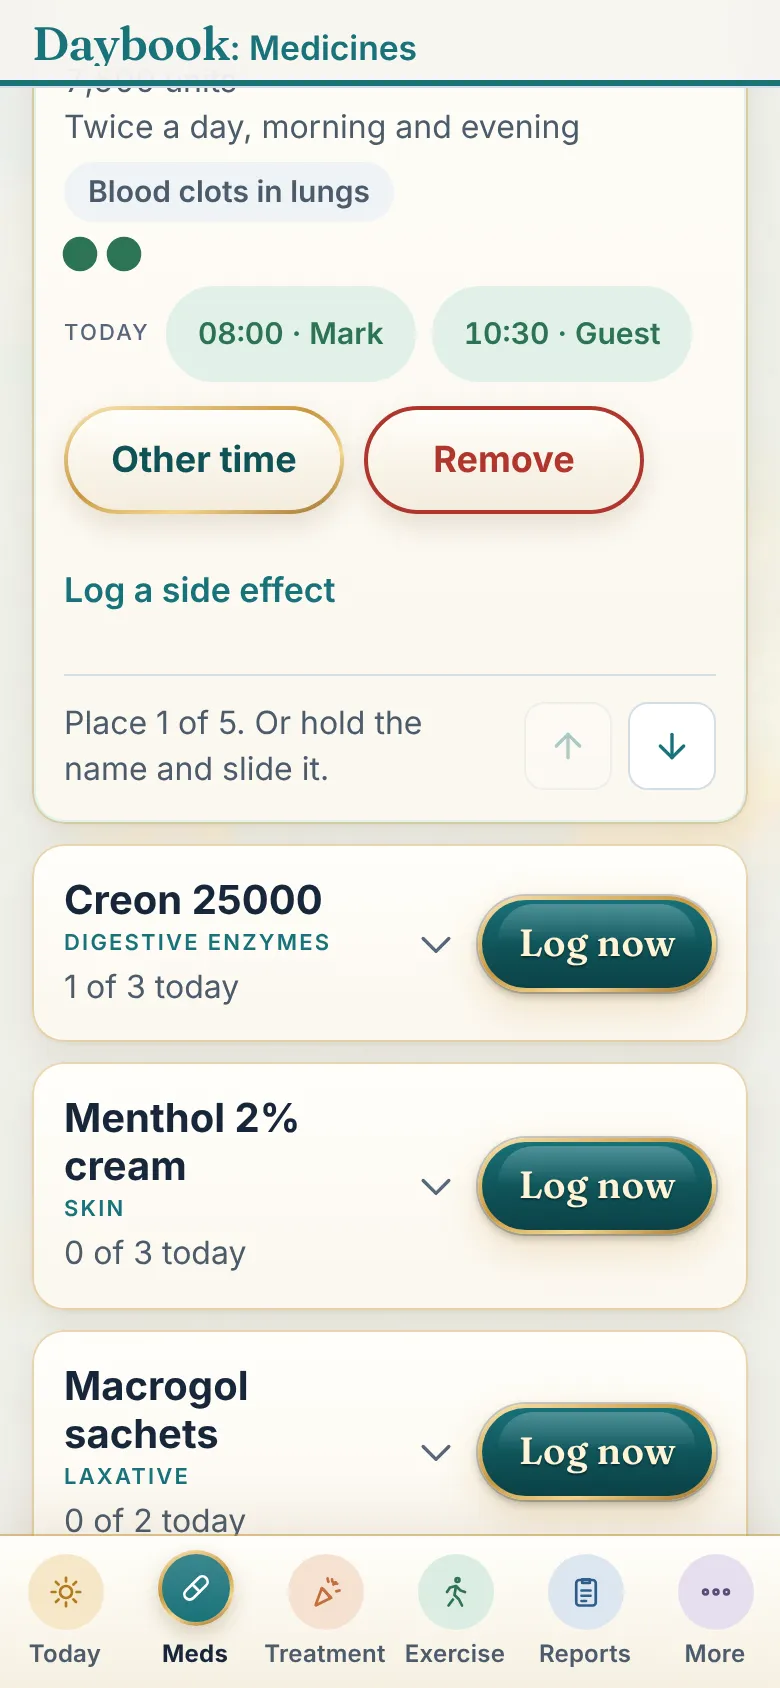 Daybook: Medicines
7,500 units
Twice a day, morning and evening
Blood clots in lungs
TODAY 08:00 · Mark 10:30 · Guest
Other time Remove
Log a side effect
Place 1 of 5. Or hold the
name and slide it.
Creon 25000
DIGESTIVE ENZYMES
1 of 3 today
Log now
Menthol 2%
cream
SKIN
0 of 3 today
Log now
Macrogol
sachets
LAXATIVE
0 of 2 today
Log now
Today Meds Treatment Exercise Reports More